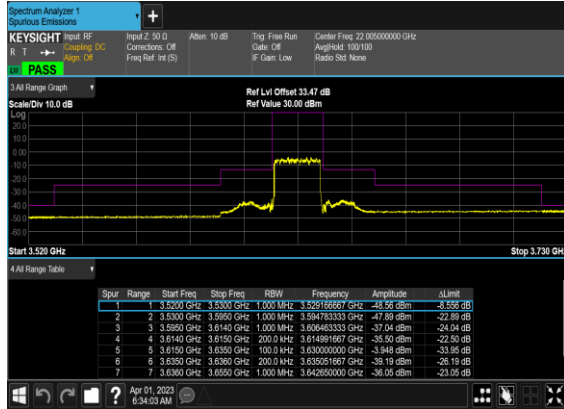 Spectrum Analyzer 1
Spurious Emissions
KEYSIGHT Input: RF Input Z: 50 Ω Atten: 10 dB Trig: Free Run Center Freq: 22.005000000 GHz
R T Coupling: DC Corrections: Off Gate: Off Avg|Hold: 100/100
Align: Off Freq Ref: Int (S) IF Gain: Low Radio Std: None
PASS
3 All Range Graph
Ref Lvl Offset 33.47 dB
Scale/Div 10.0 dB Ref Value 30.00 dBm
Log
20.0
10.0
0.00
-10.0
-20.0
-30.0
-40.0
-50.0
-60.0
Start 3.520 GHz Stop 3.730 GH
4 All Range Table
Spur Range Start Freq Stop Freq RBW Frequency Amplitude ΔLimit
1 1 3.5200 GHz 3.5300 GHz 1.000 MHz 3.529166667 GHz -48.56 dBm -8.556 dB
2 2 3.5300 GHz 3.5950 GHz 1.000 MHz 3.594783333 GHz -47.89 dBm -22.89 dB
3 3 3.5950 GHz 3.6140 GHz 1.000 MHz 3.606463333 GHz -37.04 dBm -24.04 dB
4 4 3.6140 GHz 3.6150 GHz 200.0 kHz 3.614991667 GHz -35.50 dBm -22.50 dB
5 5 3.6150 GHz 3.6350 GHz 100.0 kHz 3.630000000 GHz -3.948 dBm -33.95 dB
6 6 3.6350 GHz 3.6360 GHz 200.0 kHz 3.635051667 GHz -39.19 dBm -26.19 dB
7 7 3.6360 GHz 3.6550 GHz 1.000 MHz 3.642650000 GHz -36.05 dBm -23.05 dB
Apr 01, 2023
6:34:03 AM